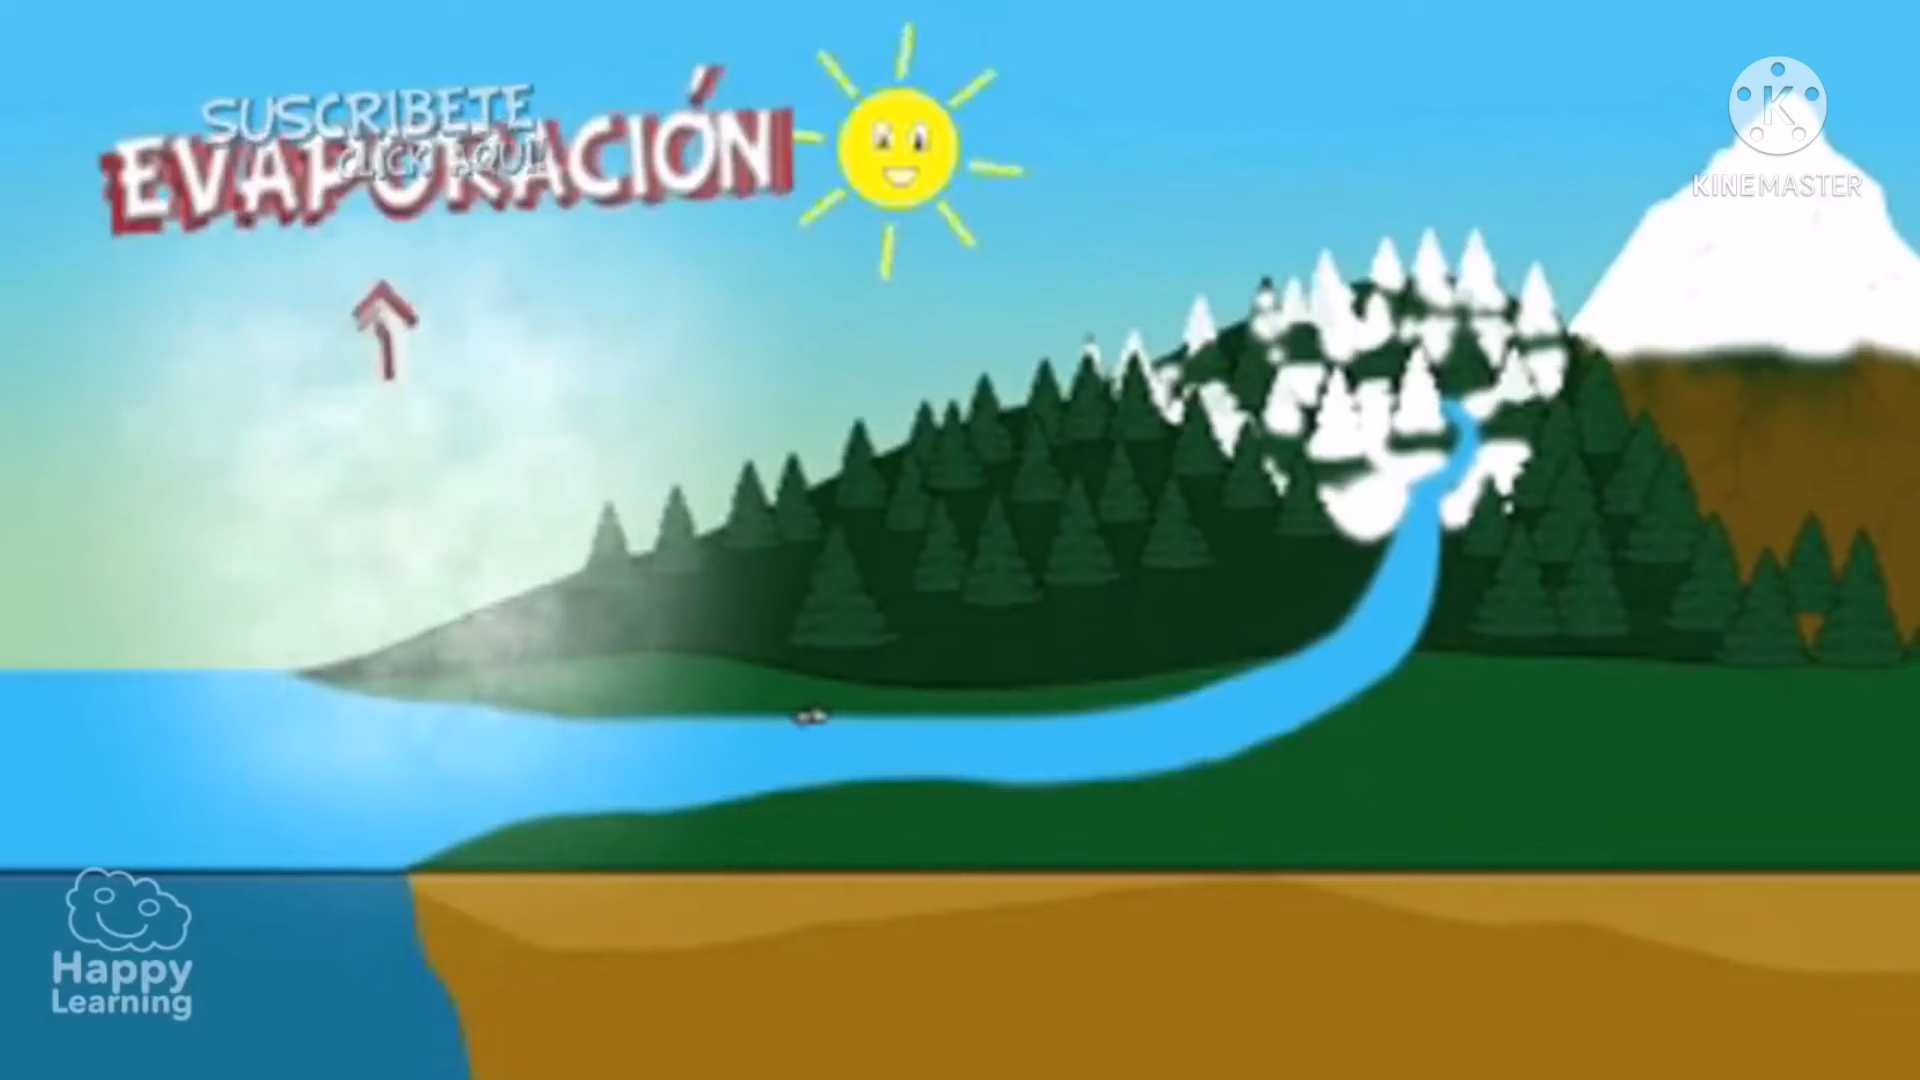 SUSCRIBETE
CLICK AQUI
EVAPORACIÓN
KINEMASTER
Happy
Learning